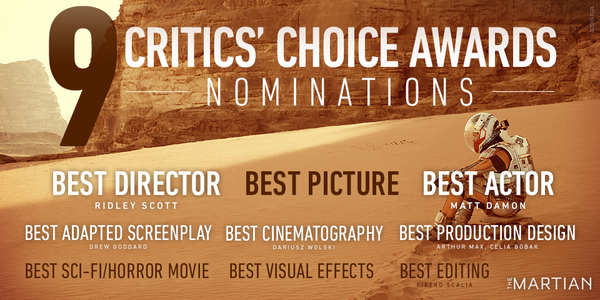 9 CRITICS' CHOICE AWARDS
NOMINATIONS
BEST DIRECTOR BEST PICTURE BEST ACTOR
RIDLEY SCOTT MATT DAMON
BEST ADAPTED SCREENPLAY BEST CINEMATOGRAPHY BEST PRODUCTION DESIGN
DREW GODDARD DARIUSZ WOLSKI ARTHUR MAX, CELIA BOBAK
BEST SCI-FI/HORROR MOVIE BEST VISUAL EFFECTS BEST EDITING
PIETRO SCALIA
THE MARTIAN